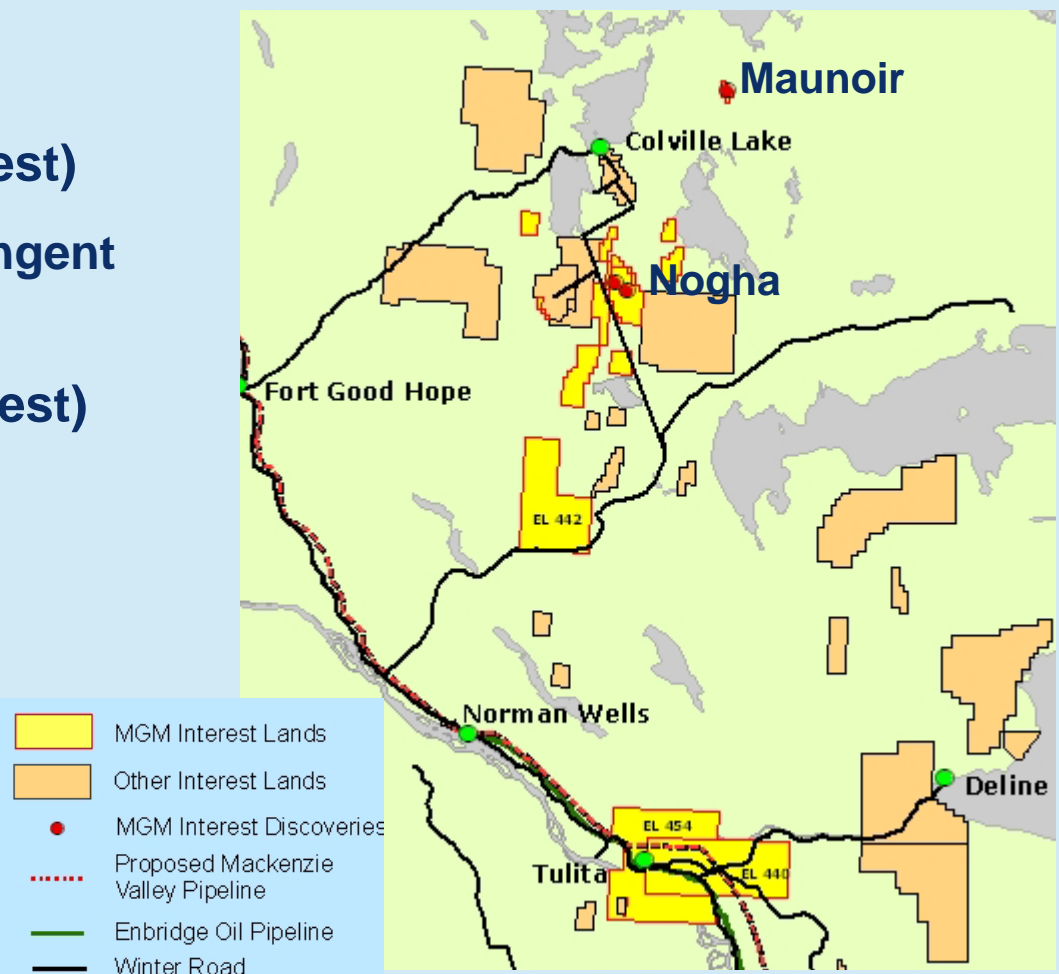 est)
ngent
est)
Maunoir
Colville Lake
Nogha
Fort Good Hope
EL 442
Norman Wells
Deline
EL 454
Tulita
EL 440
MGM Interest Lands
Other Interest Lands
MGM Interest Discoveries
Proposed Mackenzie
Valley Pipeline
Enbridge Oil Pipeline
Winter Road